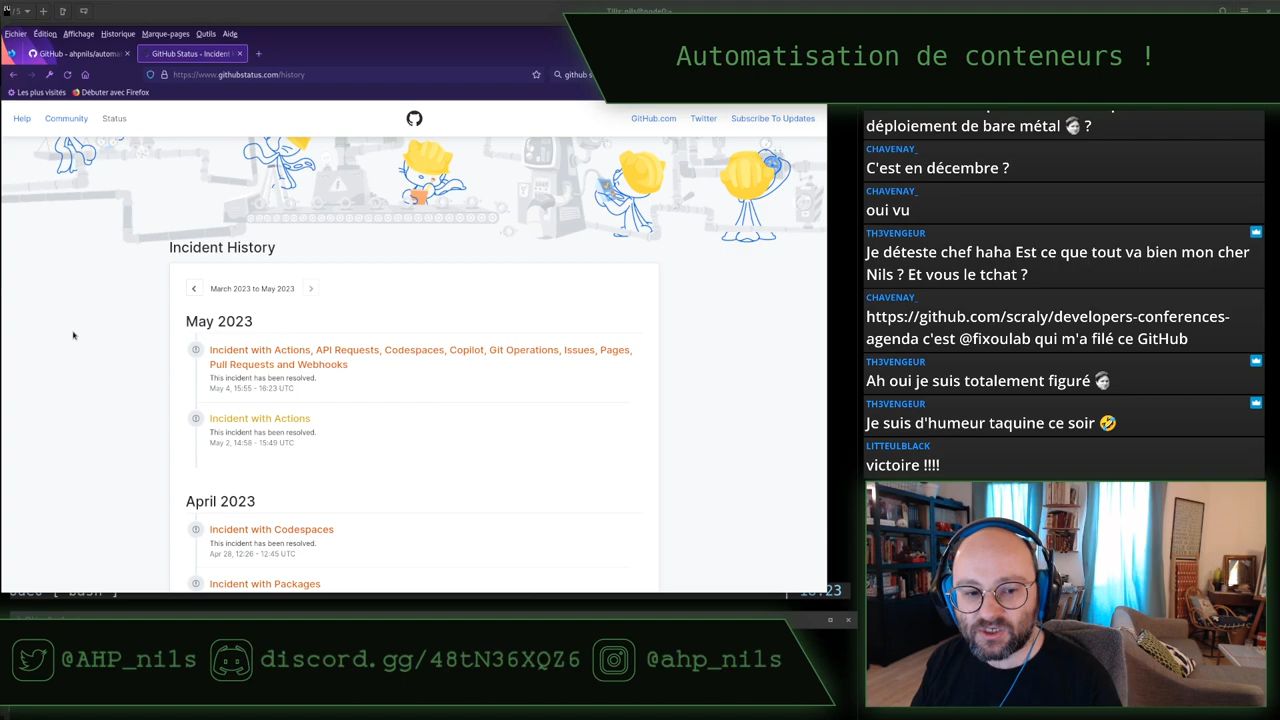 Fichier Édition Affichage Historique Marque-pages Outils Aide
GitHub - ahpnils/automa
GitHub Status - Incident
https://www.githubstatus.com/history
github s
Les plus visités
Débuter avec Firefox
Automatisation de conteneurs !
Help Community Status
GitHub.com Twitter Subscribe To Updates
Incident History
March 2023 to May 2023
May 2023
Incident with Actions, API Requests, Codespaces, Copilot, Git Operations, Issues, Pages,
Pull Requests and Webhooks
This incident has been resolved.
May 4, 15:55 - 16:23 UTC
Incident with Actions
This incident has been resolved.
May 2, 14:58 - 15:49 UTC
April 2023
Incident with Codespaces
This incident has been resolved.
Apr 28, 12:26 - 12:45 UTC
Incident with Packages
déploiement de bare métal ?
CHAVENAY_
C'est en décembre ?
CHAVENAY_
oui vu
TH3VENGEUR
Je déteste chef haha Est ce que tout va bien mon cher
Nils ? Et vous le tchat ?
CHAVENAY_
https://github.com/scraly/developers-conferences-
agenda c'est @fixoulab qui m'a filé ce GitHub
TH3VENGEUR
Ah oui je suis totalement figuré
TH3VENGEUR
Je suis d'humeur taquine ce soir 🤣
LITTEULBLACK
victoire !!!!
@AHP_nils
discord.gg/48tN36XQZ6
@ahp_nils